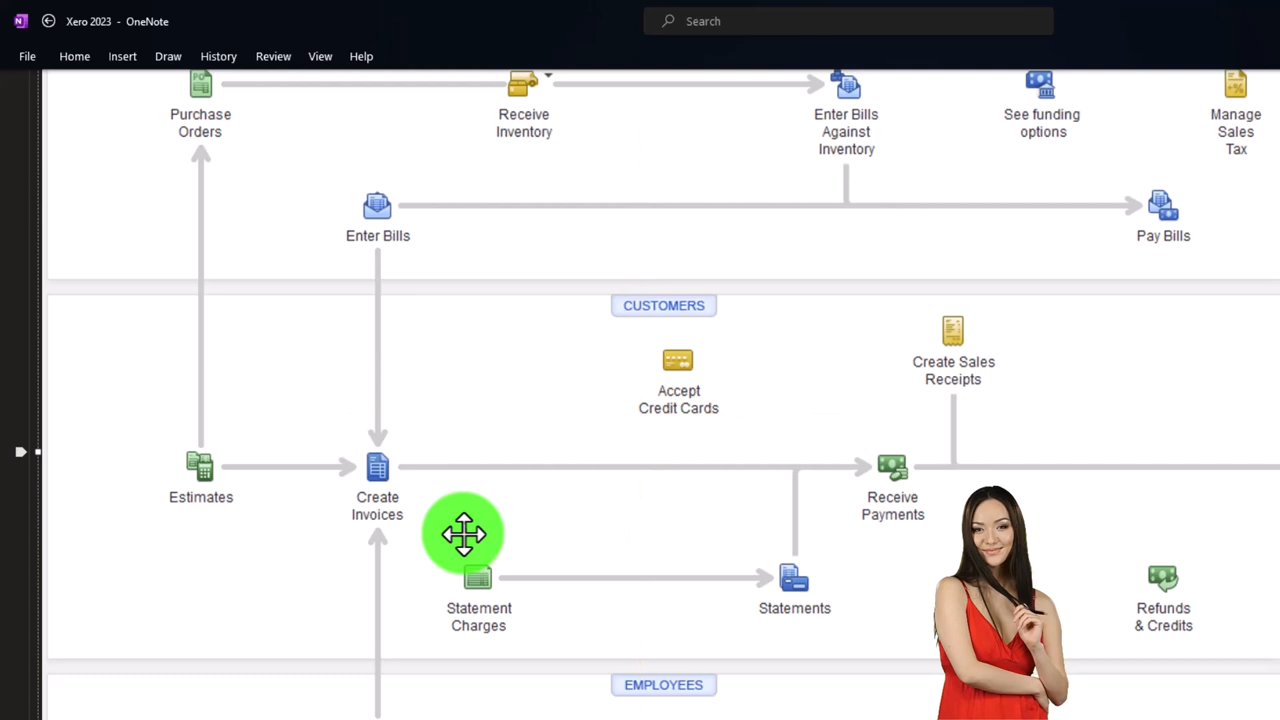 Xero 2023 - OneNote
Search
File Home Insert Draw History Review View Help
PO
Purchase
Orders
Receive
Inventory
Enter Bills
Against
Inventory
See funding
options
Manage
Sales
Tax
Enter Bills
Pay Bills
CUSTOMERS
Accept
Credit Cards
Create Sales
Receipts
Estimates
Create
Invoices
Receive
Payments
Statement
Charges
Statements
Refunds
& Credits
EMPLOYEES